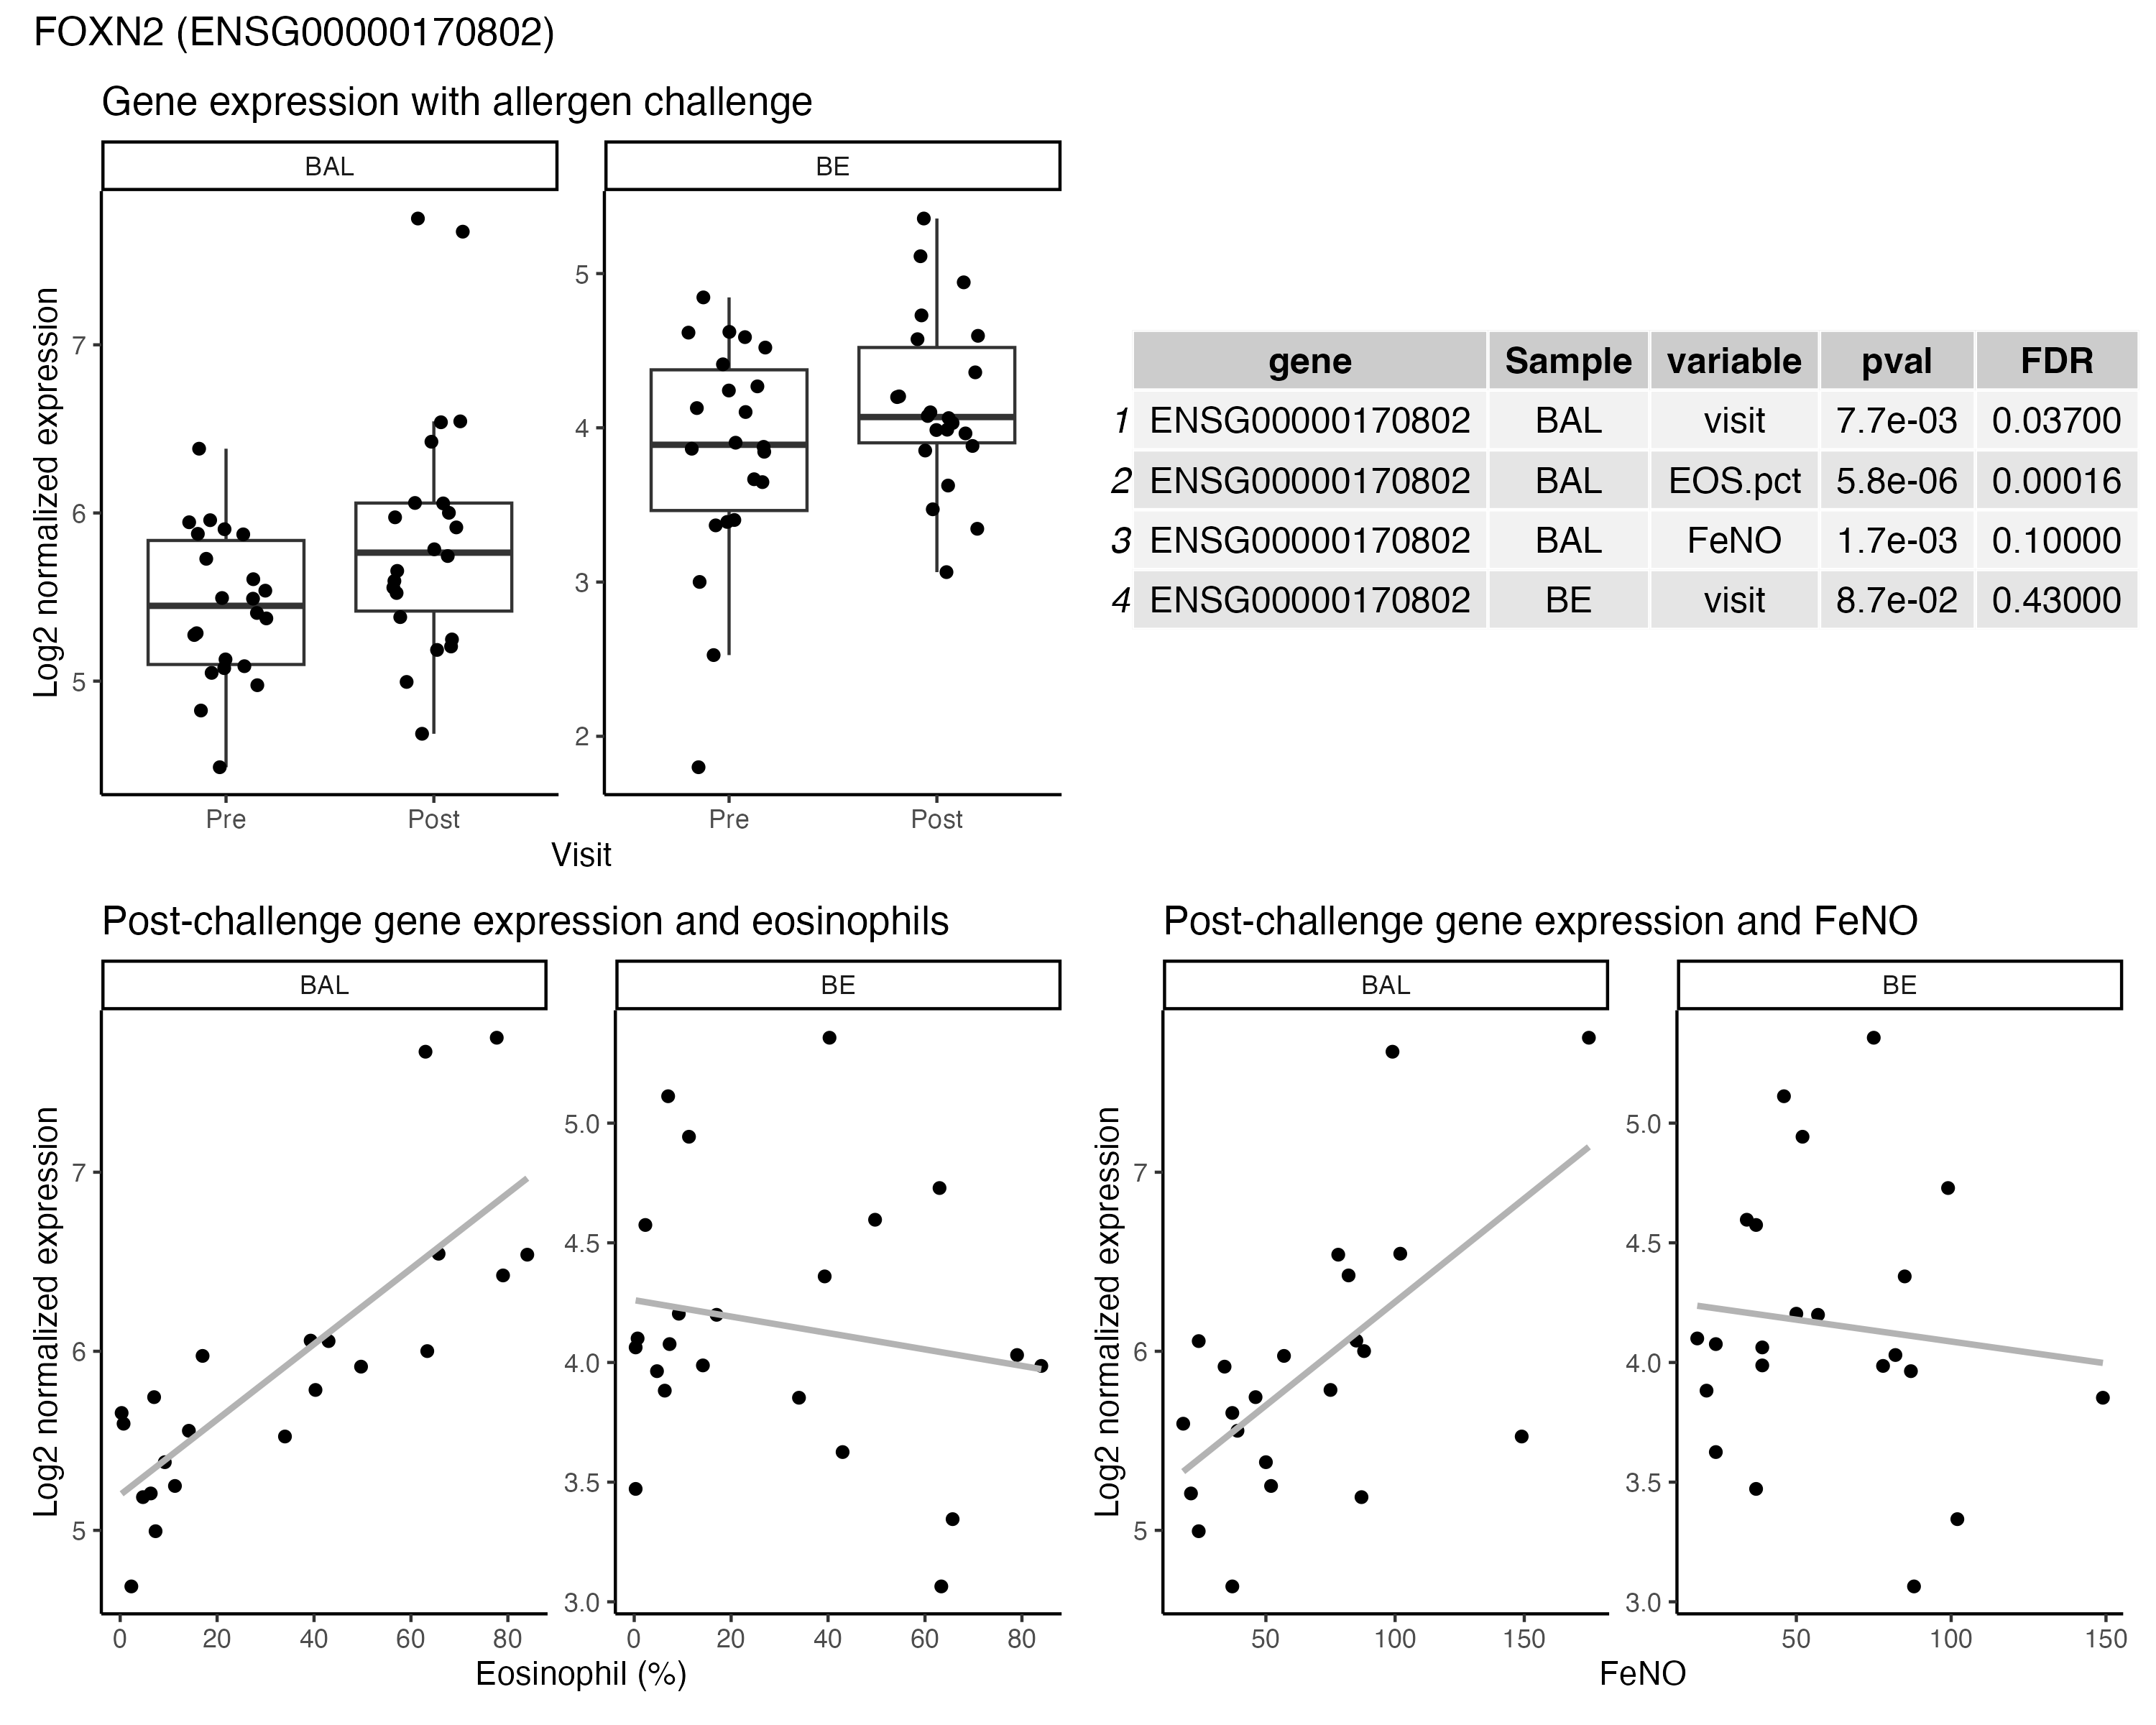 FOXN2 (ENSG00000170802)
Gene expression with allergen challenge
BAL
BE
Log2 normalized expression
7
6
5
5
4
3
2
Pre
Post
Pre
Post
Visit
gene Sample variable pval FDR
1 ENSG00000170802 BAL visit 7.7e-03 0.03700
2 ENSG00000170802 BAL EOS.pct 5.8e-06 0.00016
3 ENSG00000170802 BAL FeNO 1.7e-03 0.10000
4 ENSG00000170802 BE visit 8.7e-02 0.43000
Post-challenge gene expression and eosinophils
BAL
BE
Log2 normalized expression
7
6
5
5.0
4.5
4.0
3.5
3.0
0 20 40 60 80
0 20 40 60 80
Eosinophil (%)
Post-challenge gene expression and FeNO
BAL
BE
Log2 normalized expression
7
6
5
5.0
4.5
4.0
3.5
3.0
50 100 150
50 100 150
FeNO